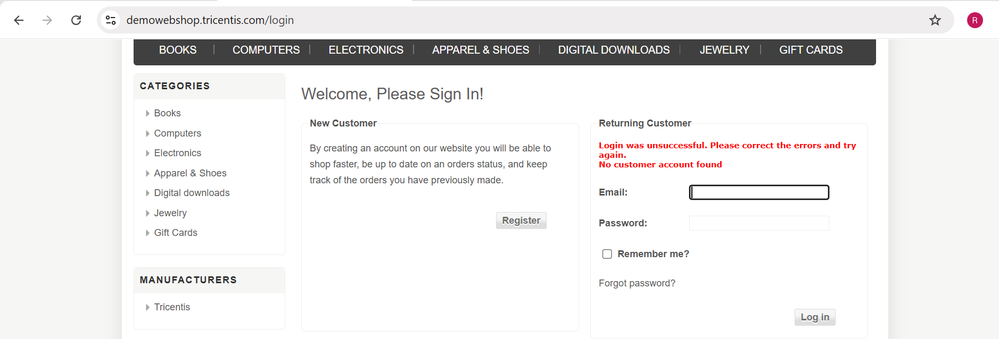 demowebshop.tricentis.com/login
R
BOOKS
COMPUTERS
ELECTRONICS
APPAREL & SHOES
DIGITAL DOWNLOADS
JEWELRY
GIFT CARDS
CATEGORIES
Books
Computers
Electronics
Apparel & Shoes
Digital downloads
Jewelry
Gift Cards
MANUFACTURERS
Tricentis
Welcome, Please Sign In!
New Customer
By creating an account on our website you will be able to
shop faster, be up to date on an orders status, and keep
track of the orders you have previously made.
Register
Returning Customer
Login was unsuccessful. Please correct the errors and try
again.
No customer account found
Email:
Password:
Remember me?
Forgot password?
Log in